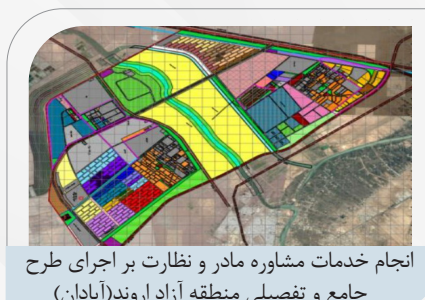 انجام خدمات مشاوره مادر و نظارت بر اجرای طرح
جامع و تفصیلی منطقه آزاد اروند(آبادان)